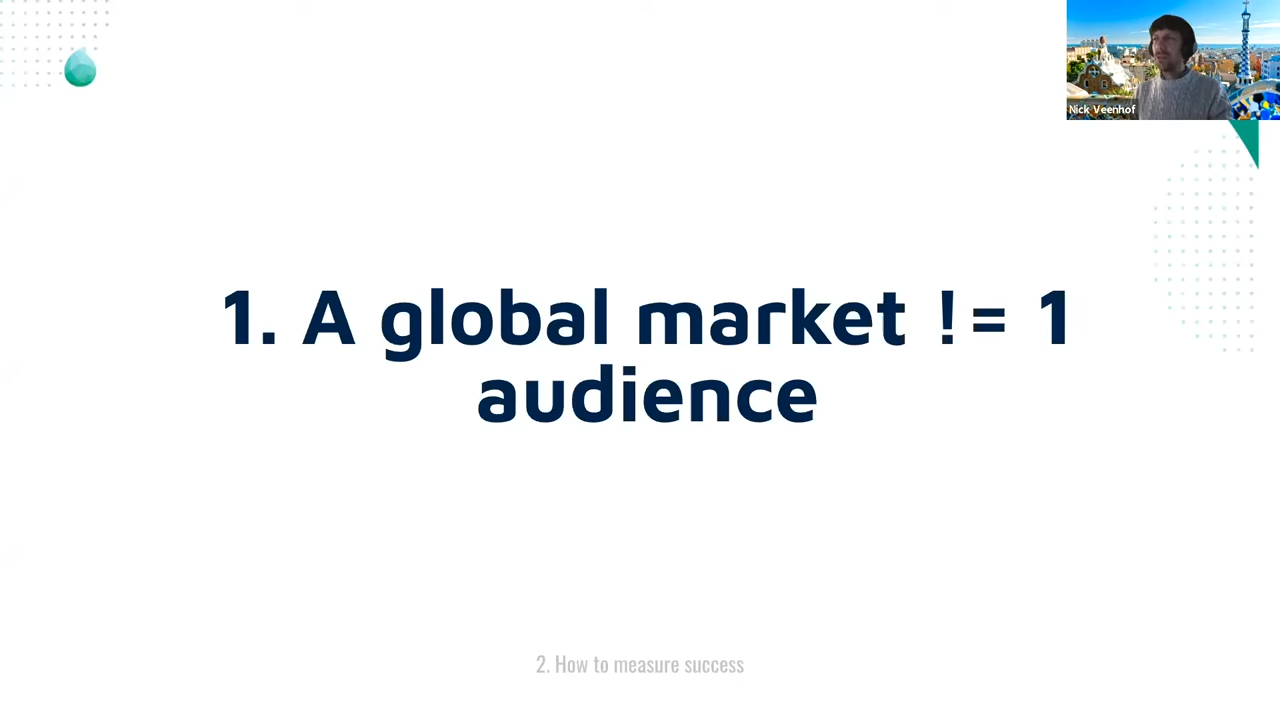 Nick Veenhof
1. A global market != 1
audience
2. How to measure success